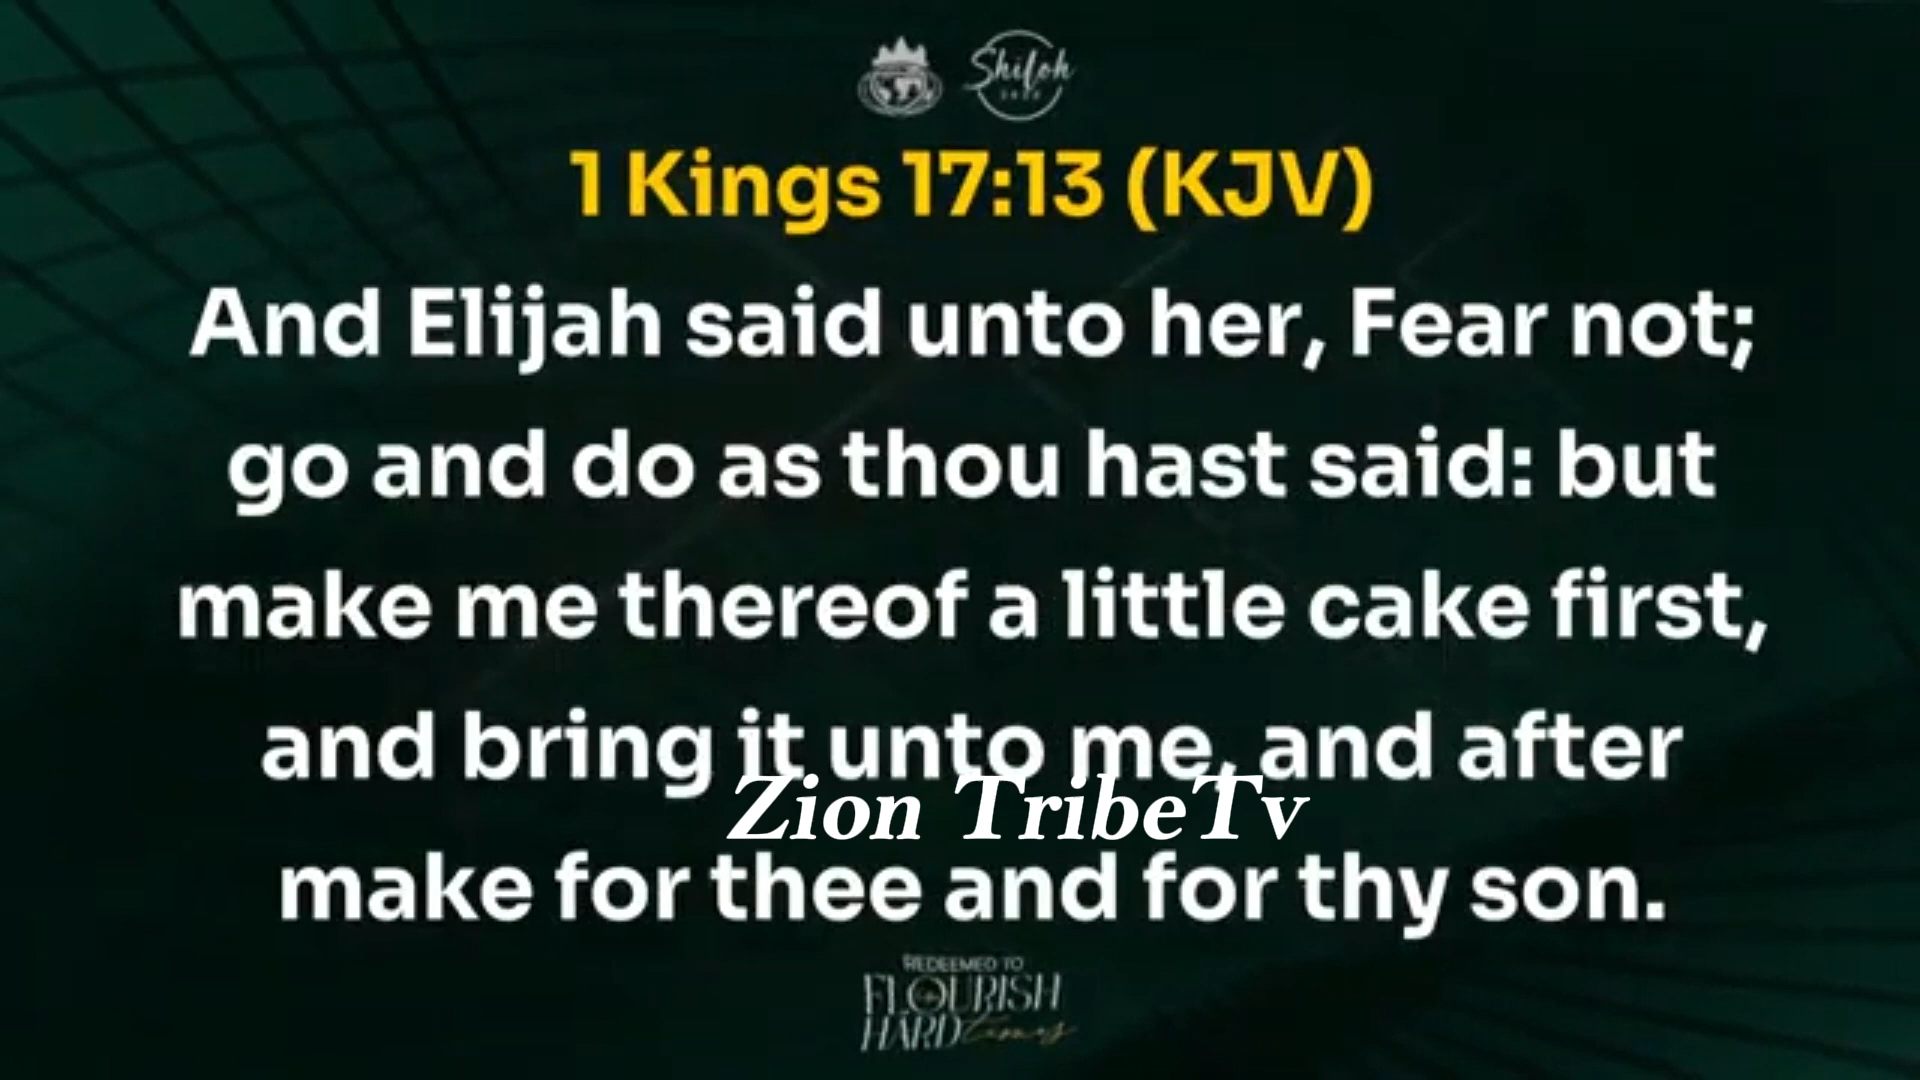 Shiloh
1 Kings 17:13 (KJV)
And Elijah said unto her, Fear not;
go and do as thou hast said: but
make me thereof a little cake first,
and bring it unto me, and after
Zion TribeTv
make for thee and for thy son.
REDEEMED TO
FLOURISH
HARD times